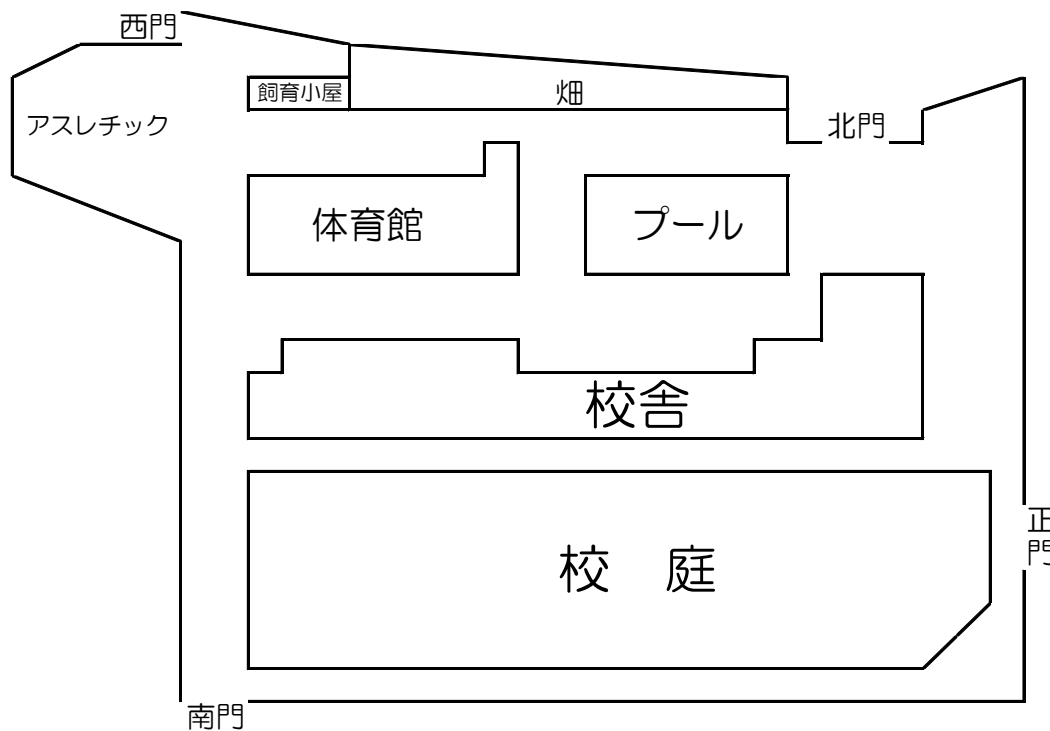 西門
飼育小屋
畑
アスレチック
北門
体育館
プール
校舎
正門
校　庭
南門